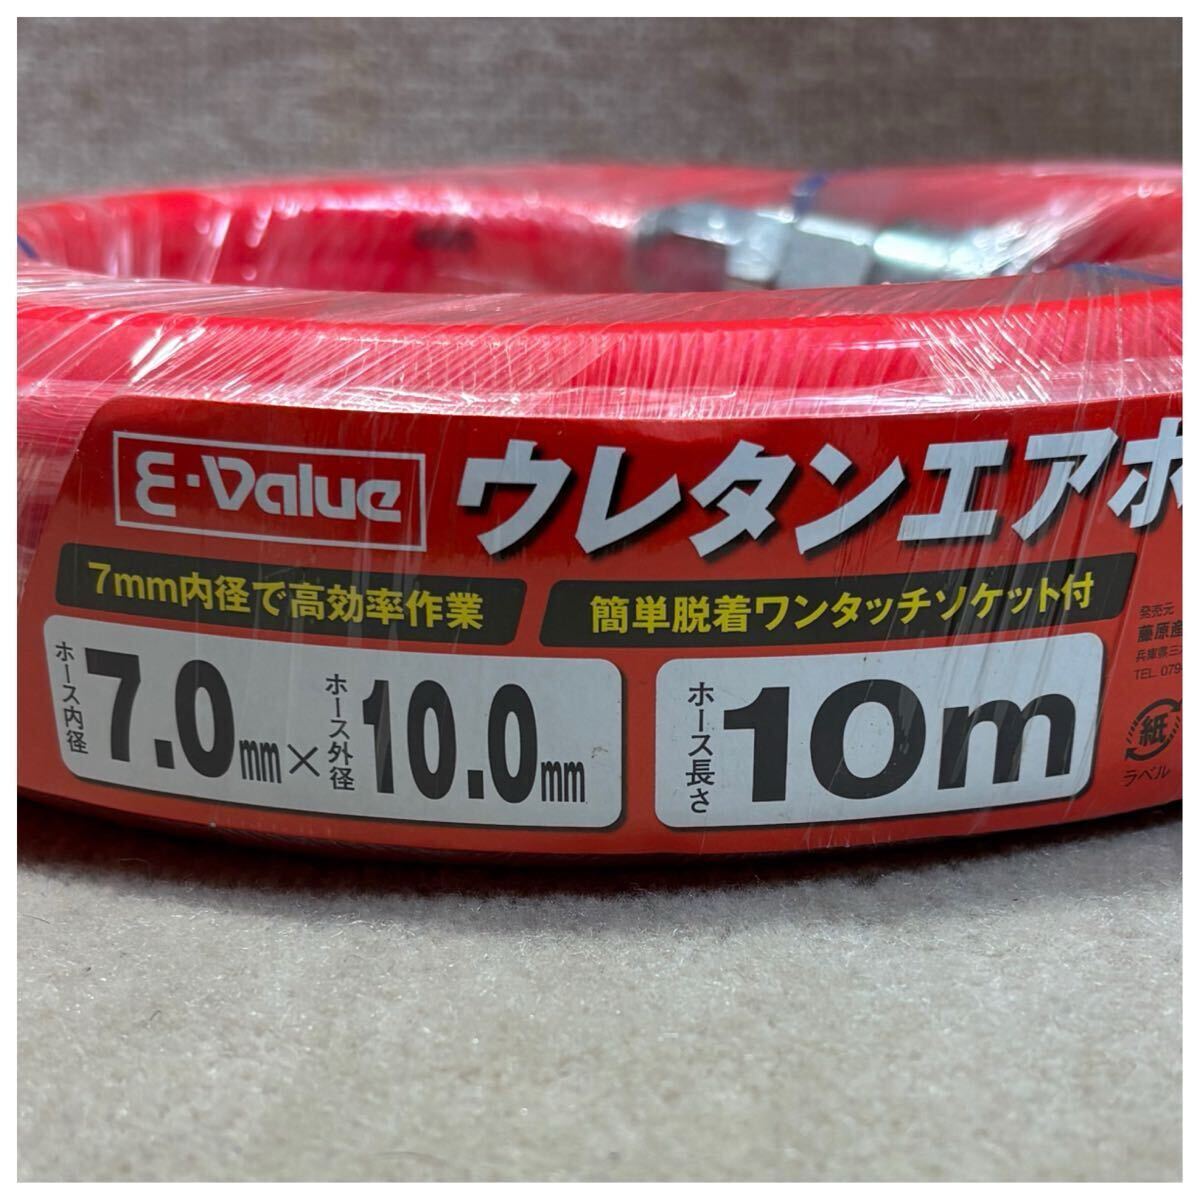 E-Value
ウレタンエアホ
7mm内径で高効率作業
簡単脱着ワンタッチソケット付
ホース内径 7.0mm × ホース外径 10.0mm
ホース長さ 10m
発売元
藤原産
兵庫県三
TEL. 079
紙
ラベル